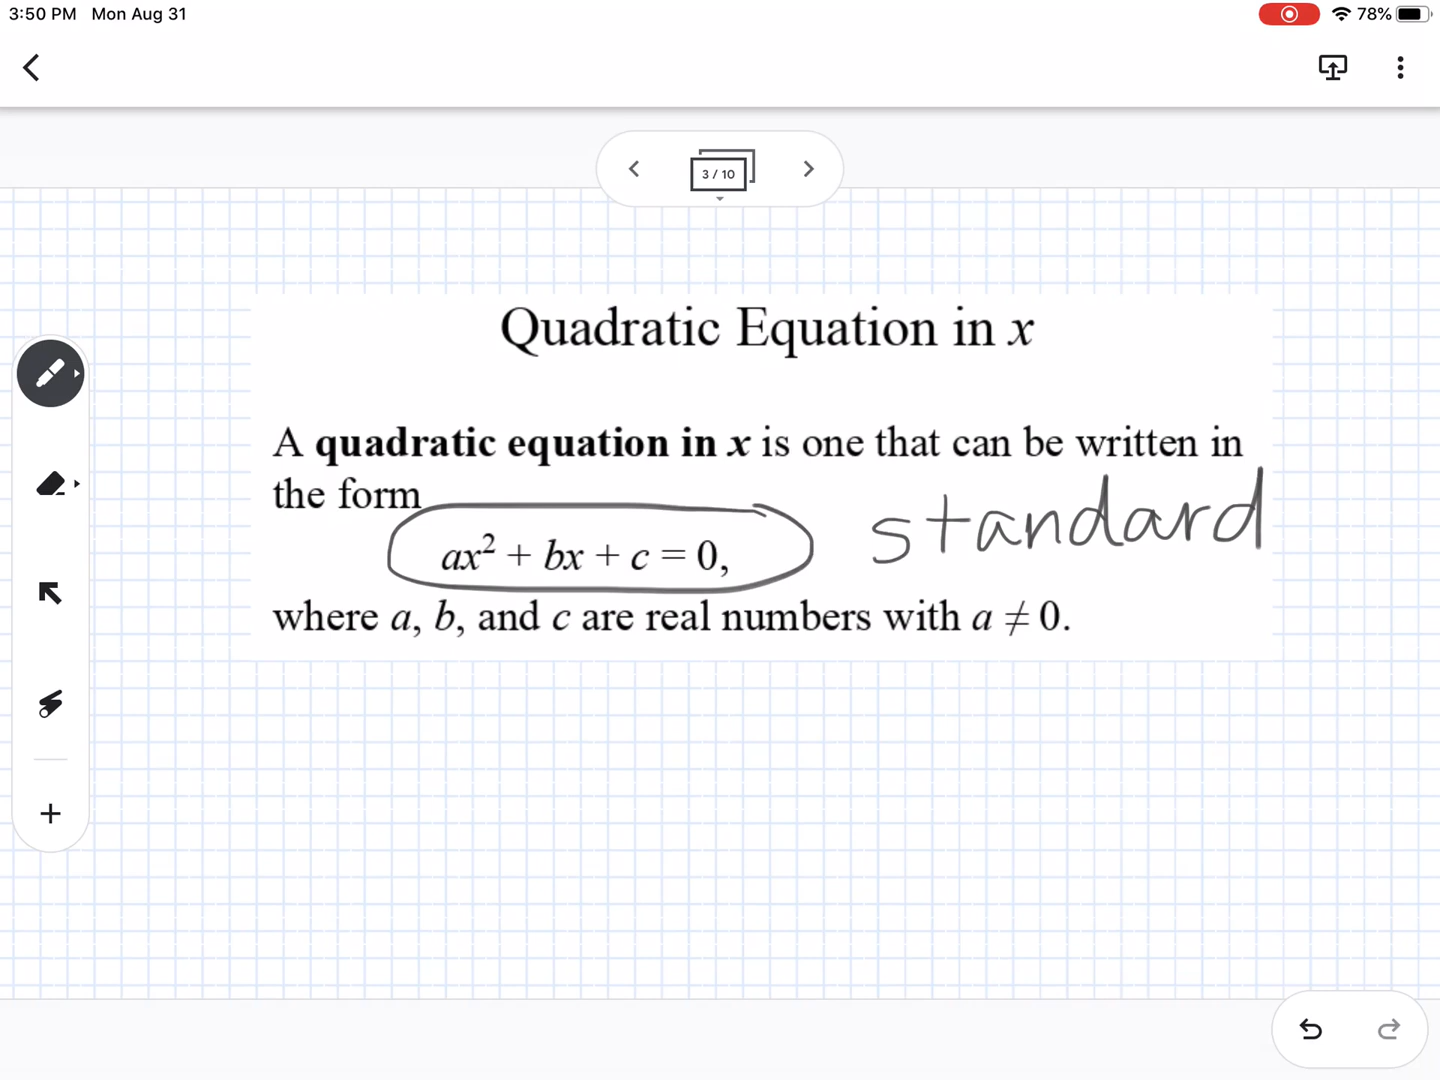 3:50 PM Mon Aug 31
78%
3 / 10
Quadratic Equation in x
A quadratic equation in x is one that can be written in
the form
ax² + bx + c = 0,
standard
where a, b, and c are real numbers with a ≠ 0.